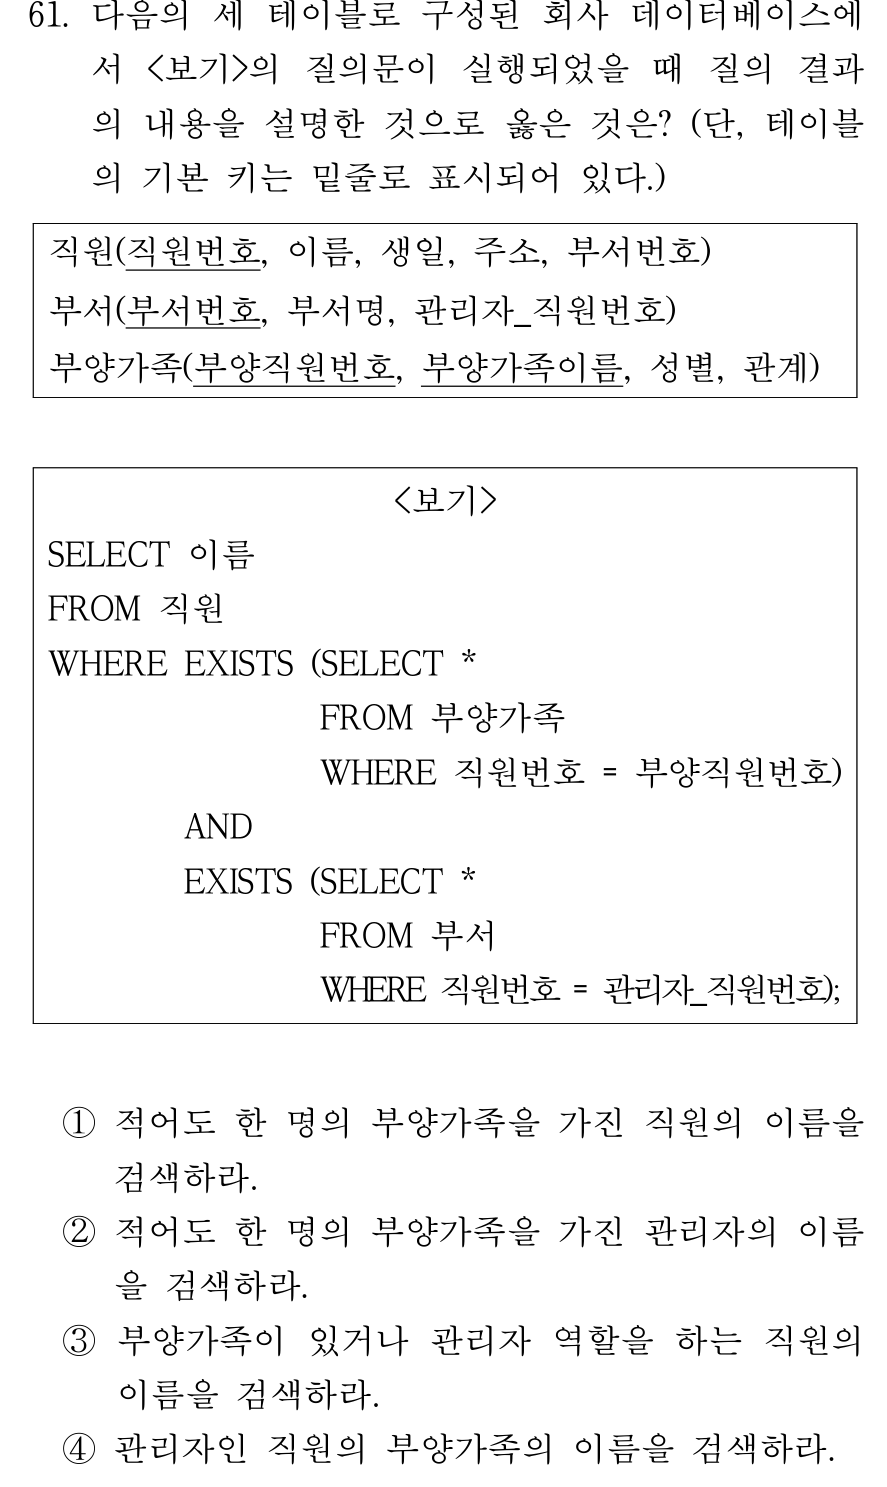 61. 다음의 세 테이블로 구성된 회사 데이터베이스에
서 <보기>의 질의문이 실행되었을 때 질의 결과
의 내용을 설명한 것으로 옳은 것은? (단, 테이블
의 기본 키는 밑줄로 표시되어 있다.)
직원(직원번호, 이름, 생일, 주소, 부서번호)
부서(부서번호, 부서명, 관리자_직원번호)
부양가족(부양직원번호, 부양가족이름, 성별, 관계)
<보기>
SELECT 이름
FROM 직원
WHERE EXISTS (SELECT *
FROM 부양가족
WHERE 직원번호 = 부양직원번호)
AND
EXISTS (SELECT *
FROM 부서
WHERE 직원번호 = 관리자_직원번호);
① 적어도 한 명의 부양가족을 가진 직원의 이름을
검색하라.
② 적어도 한 명의 부양가족을 가진 관리자의 이름
을 검색하라.
③ 부양가족이 있거나 관리자 역할을 하는 직원의
이름을 검색하라.
④ 관리자인 직원의 부양가족의 이름을 검색하라.